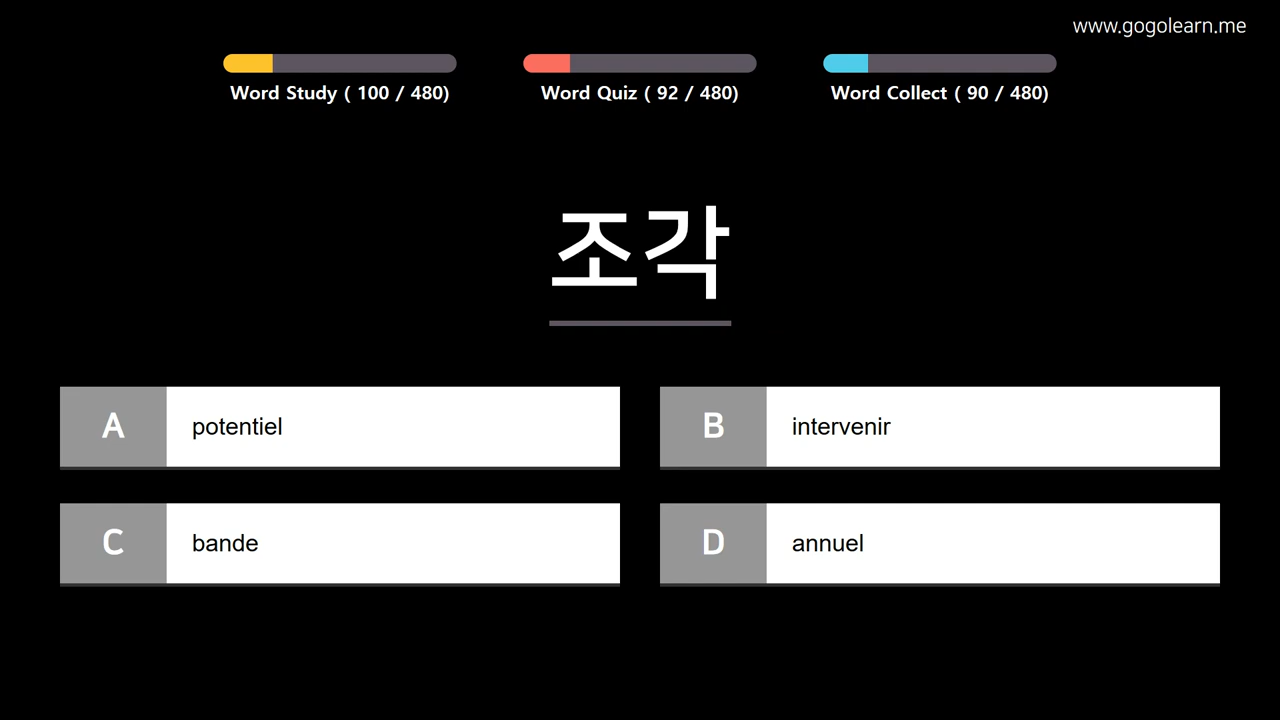 www.gogolearn.me
Word Study ( 100 / 480)
Word Quiz ( 92 / 480)
Word Collect ( 90 / 480)
조각
A potentiel
B intervenir
C bande
D annuel